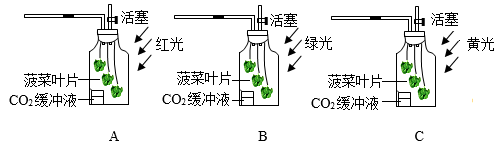 活塞 活塞 活塞
红光 绿光 黄光
菠菜叶片 菠菜叶片 菠菜叶片
CO₂缓冲液 CO₂缓冲液 CO₂缓冲液
A B C